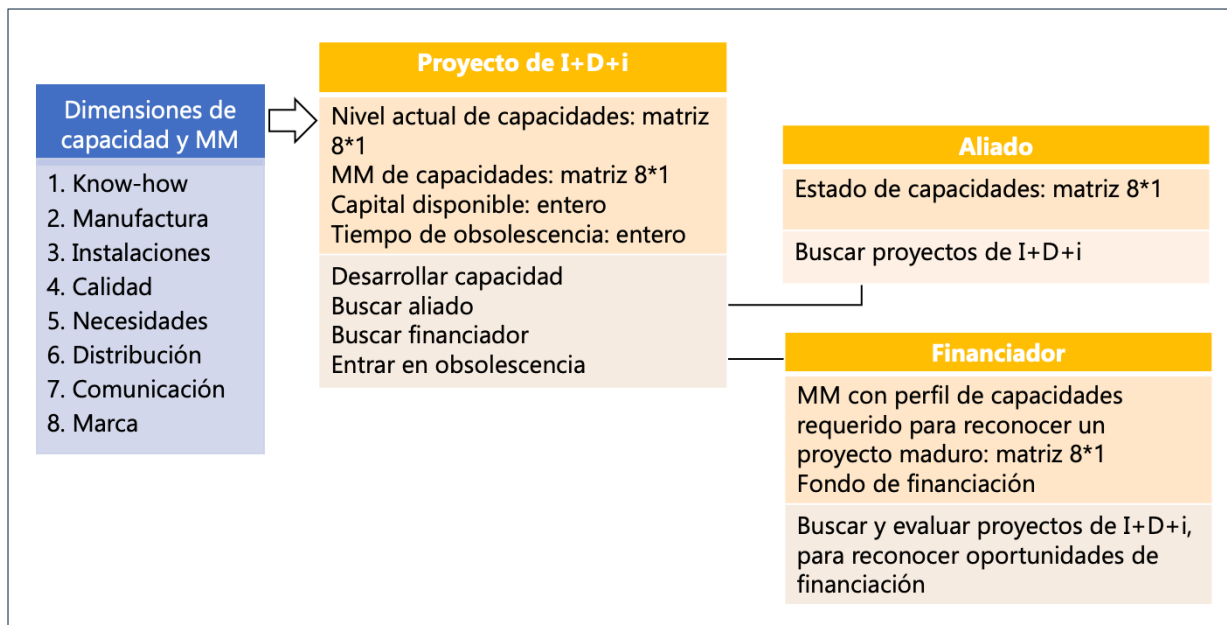 Dimensiones de
capacidad y MM
1. Know-how
2. Manufactura
3. Instalaciones
4. Calidad
5. Necesidades
6. Distribución
7. Comunicación
8. Marca
Proyecto de I+D+i
Nivel actual de capacidades: matriz
8*1
MM de capacidades: matriz 8*1
Capital disponible: entero
Tiempo de obsolescencia: entero
Desarrollar capacidad
Buscar aliado
Buscar financiador
Entrar en obsolescencia
Aliado
Estado de capacidades: matriz 8*1
Buscar proyectos de I+D+i
Financiador
MM con perfil de capacidades
requerido para reconocer un
proyecto maduro: matriz 8*1
Fondo de financiación
Buscar y evaluar proyectos de I+D+i,
para reconocer oportunidades de
financiación